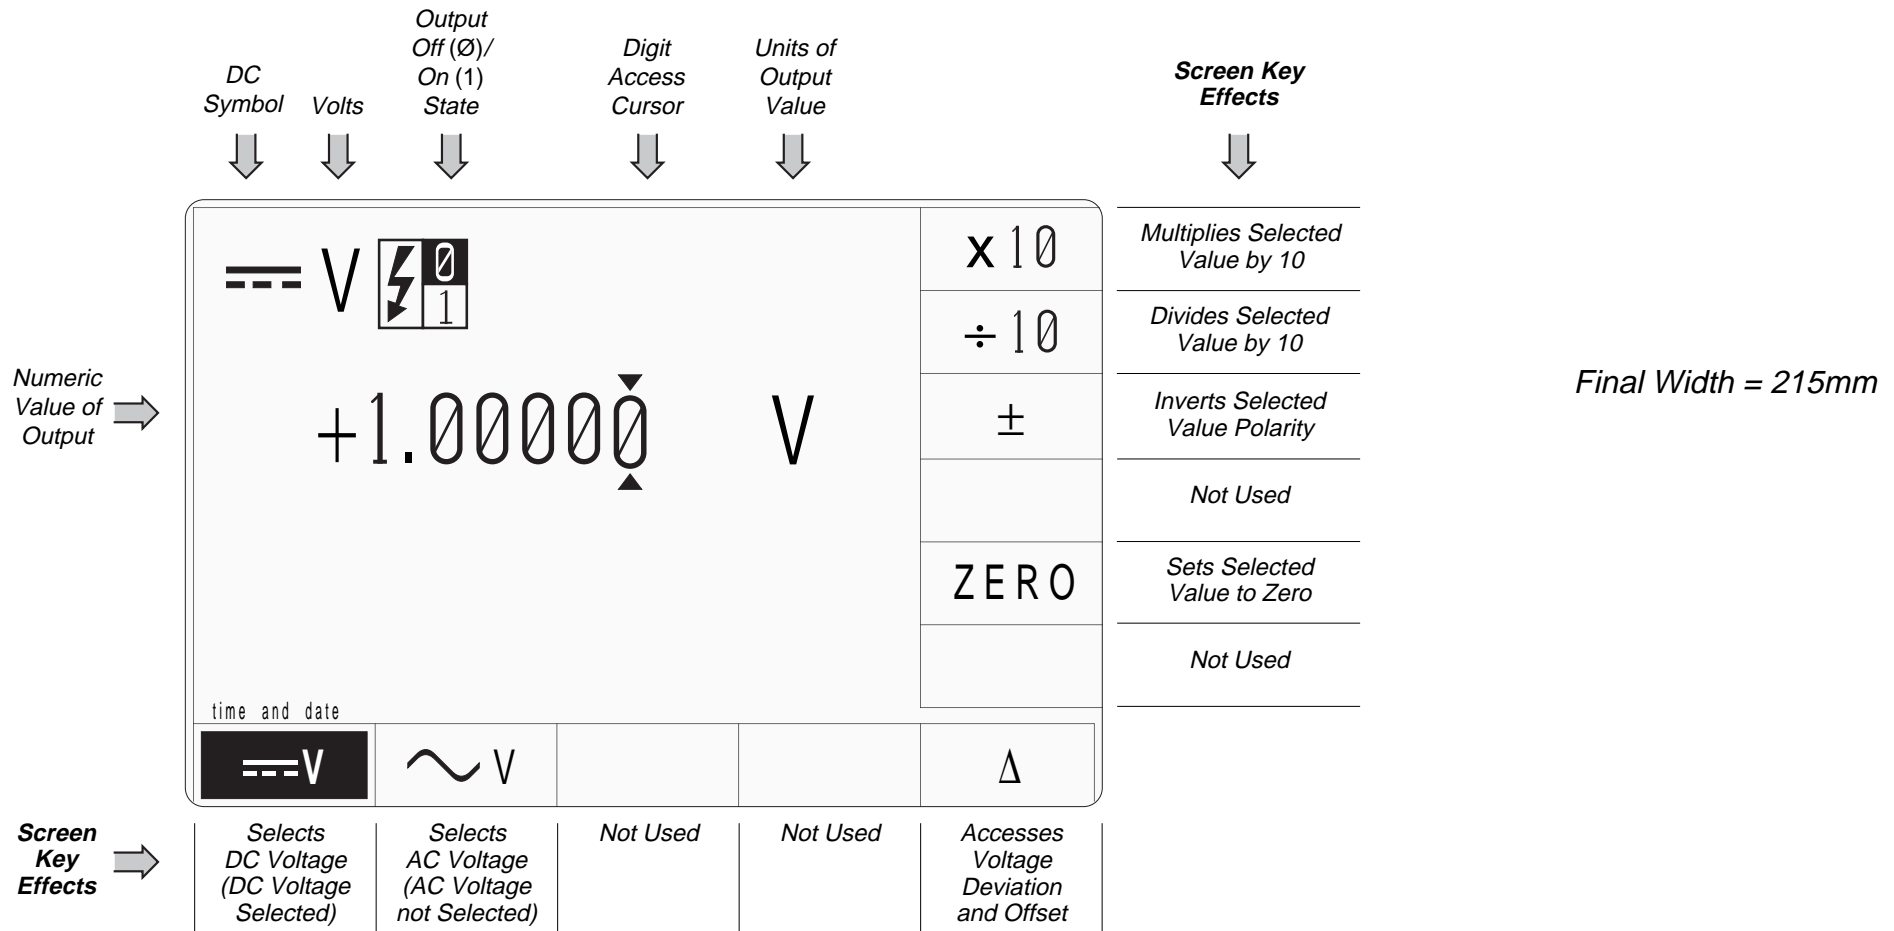 DC
Symbol
Volts
Output
Off (Ø)/
On (1)
State
Digit
Access
Cursor
Units of
Output
Value
Screen Key
Effects
V
0
1
x10
Multiplies Selected
Value by 10
÷10
Divides Selected
Value by 10
Numeric
Value of
Output
+1.00000 V
±
Inverts Selected
Value Polarity
Final Width = 215mm
Not Used
ZERO
Sets Selected
Value to Zero
Not Used
time and date
V
V
Δ
Screen
Key
Effects
Selects
DC Voltage
(DC Voltage
Selected)
Selects
AC Voltage
(AC Voltage
not Selected)
Not Used
Not Used
Accesses
Voltage
Deviation
and Offset